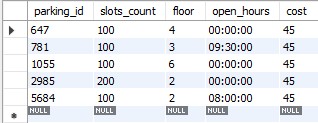 parking_id slots_count floor open_hours cost
647 100 4 00:00:00 45
781 100 3 09:30:00 45
1055 100 6 00:00:00 45
2985 200 2 00:00:00 45
5684 100 2 08:00:00 45
NULL NULL NULL NULL NULL